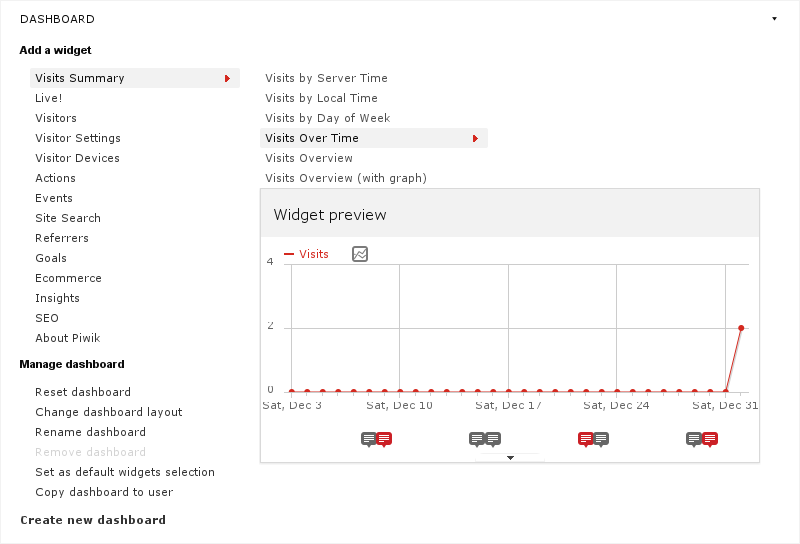 DASHBOARD
Add a widget
Visits Summary
Live!
Visitors
Visitor Settings
Visitor Devices
Actions
Events
Site Search
Referrers
Goals
Ecommerce
Insights
SEO
About Piwik
Manage dashboard
Reset dashboard
Change dashboard layout
Rename dashboard
Remove dashboard
Set as default widgets selection
Copy dashboard to user
Create new dashboard
Visits by Server Time
Visits by Local Time
Visits by Day of Week
Visits Over Time
Visits Overview
Visits Overview (with graph)
Widget preview
Visits
4
2
0
Sat, Dec 3 Sat, Dec 10 Sat, Dec 17 Sat, Dec 24 Sat, Dec 31